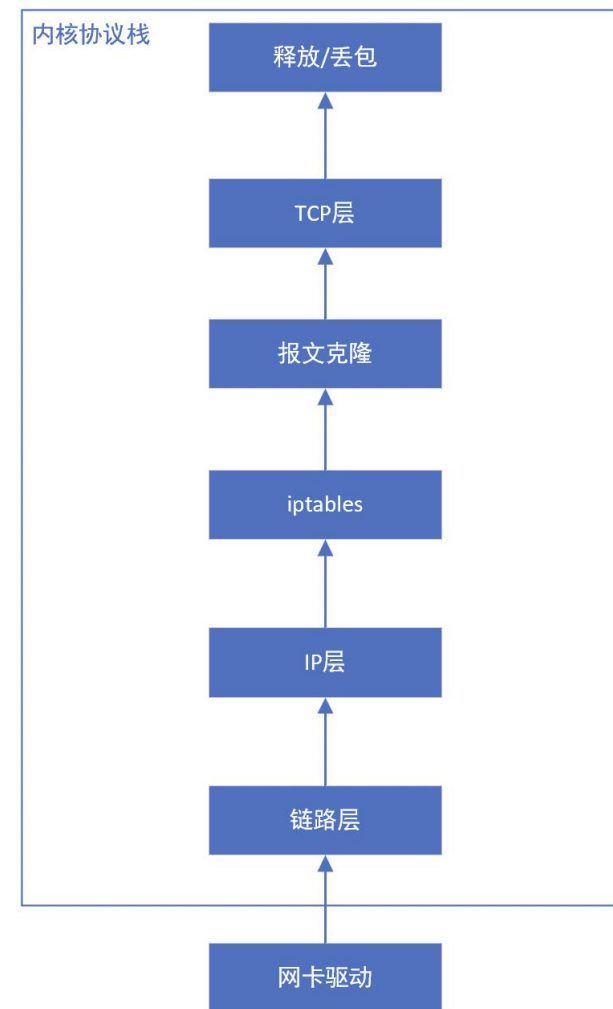 内核协议栈
释放/丢包
TCP层
报文克隆
iptables
IP层
链路层
网卡驱动